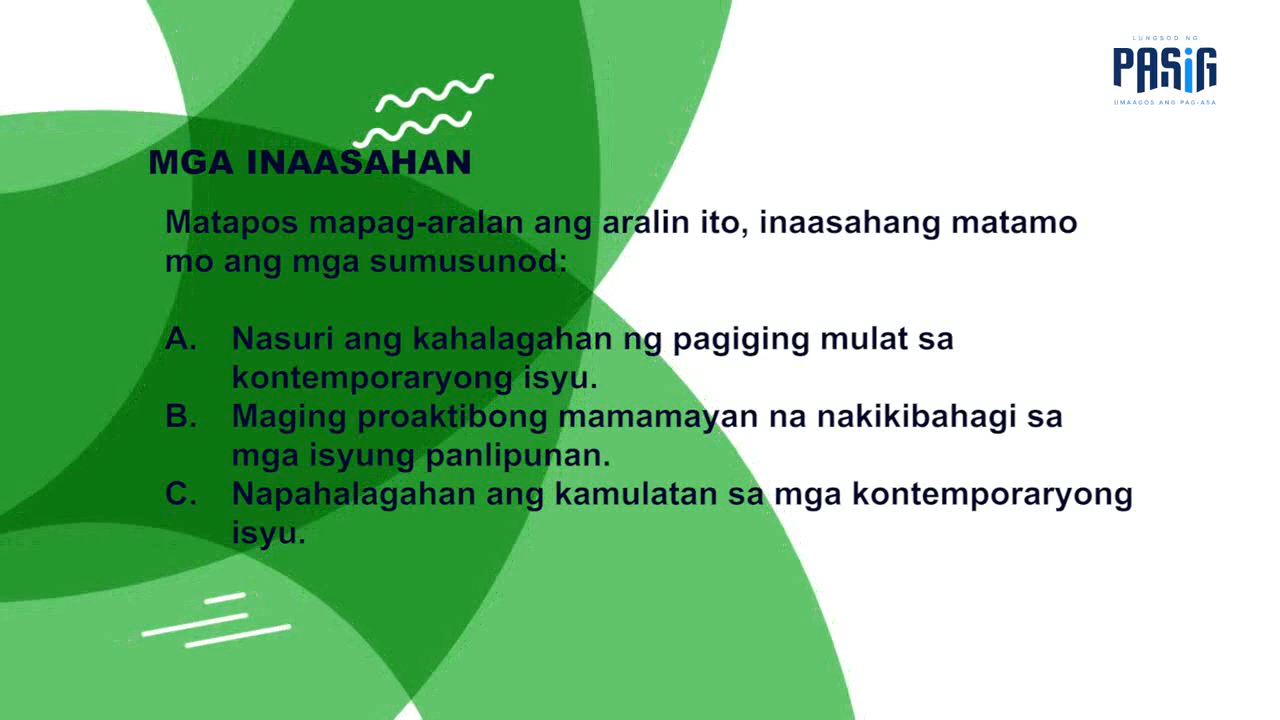 LUNGSOD NG
PASiG
UMAAGOS ANG PAG-ASA
MGA INAASAHAN
Matapos mapag-aralan ang aralin ito, inaasahang matamo
mo ang mga sumusunod:
A. Nasuri ang kahalagahan ng pagiging mulat sa
kontemporaryong isyu.
B. Maging proaktibong mamamayan na nakikibahagi sa
mga isyung panlipunan.
C. Napahalagahan ang kamulatan sa mga kontemporaryong
isyu.